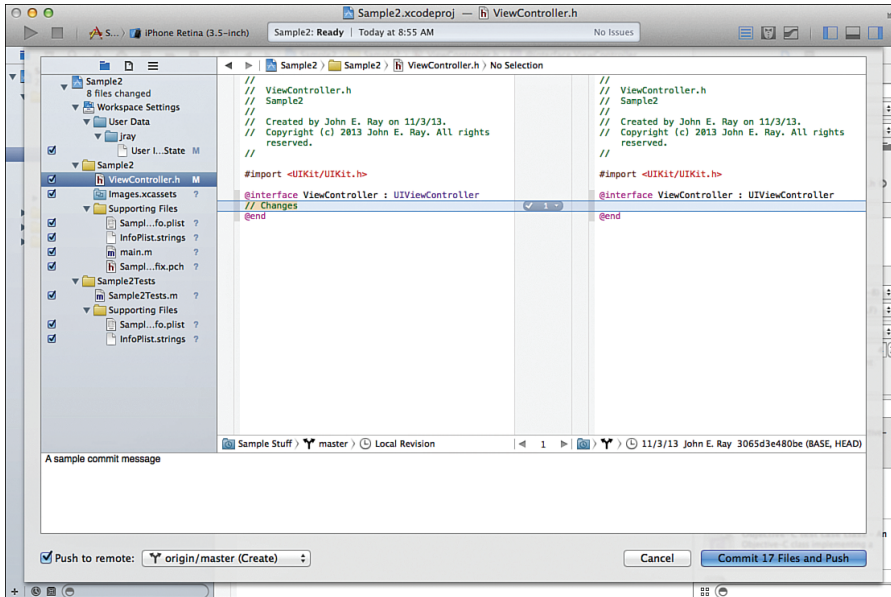 Sample2.xcodeproj — h ViewController.h
S... iPhone Retina (3.5-inch)
Sample2: Ready | Today at 8:55 AM
No Issues
Sample2 Sample2 h ViewController.h No Selection
Sample2
8 files changed
Workspace Settings
User Data
jray
User I...State M
Sample2
h ViewController.h M
Images.xcassets ?
Supporting Files
Sampl...fo.plist ?
InfoPlist.strings ?
m main.m ?
h Sampl...fix.pch ?
Sample2Tests
m Sample2Tests.m ?
Supporting Files
Sampl...fo.plist ?
InfoPlist.strings ?
//
// ViewController.h
// Sample2
//
// Created by John E. Ray on 11/3/13.
// Copyright (c) 2013 John E. Ray. All rights
reserved.
//
#import <UIKit/UIKit.h>
@interface ViewController : UIViewController
// Changes
@end
1
//
// ViewController.h
// Sample2
//
// Created by John E. Ray on 11/3/13.
// Copyright (c) 2013 John E. Ray. All rights
reserved.
//
#import <UIKit/UIKit.h>
@interface ViewController : UIViewController
@end
Sample Stuff master Local Revision
1
11/3/13 John E. Ray 3065d3e480be (BASE, HEAD)
A sample commit message
Push to remote: origin/master (Create)
Cancel
Commit 17 Files and Push